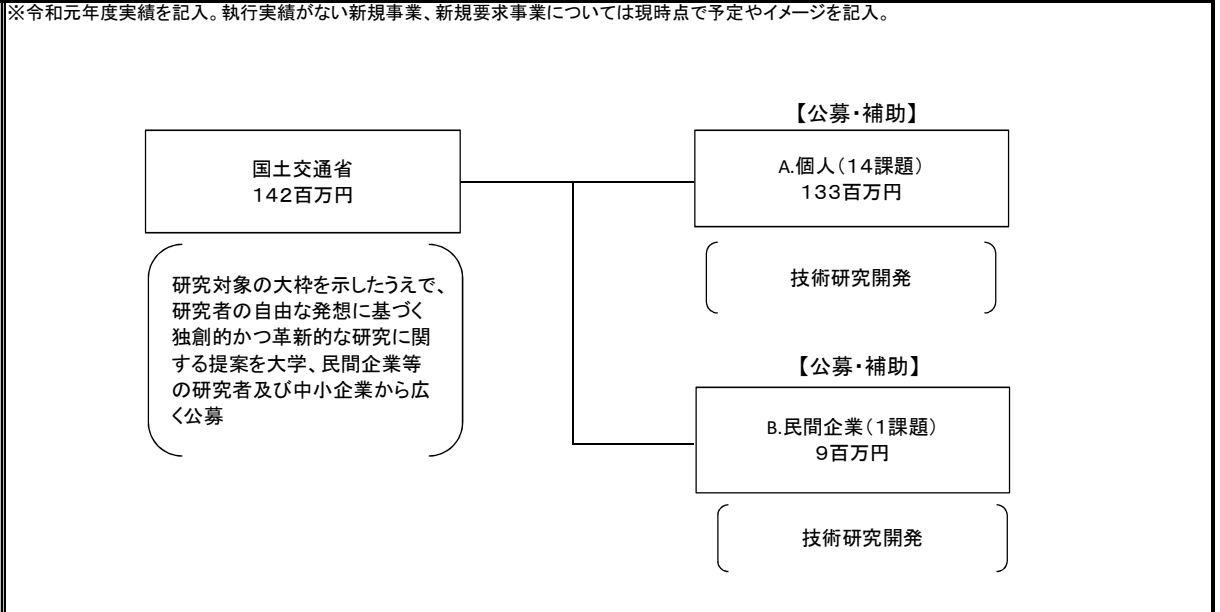 ※令和元年度実績を記入。執行実績がない新規事業、新規要求事業については現時点で予定やイメージを記入。
国土交通省
142百万円
研究対象の大枠を示したうえで、
研究者の自由な発想に基づく
独創的かつ革新的な研究に関
する提案を大学、民間企業等
の研究者及び中小企業から広
く公募
【公募・補助】
A.個人(14課題)
133百万円
技術研究開発
【公募・補助】
B.民間企業(1課題)
9百万円
技術研究開発